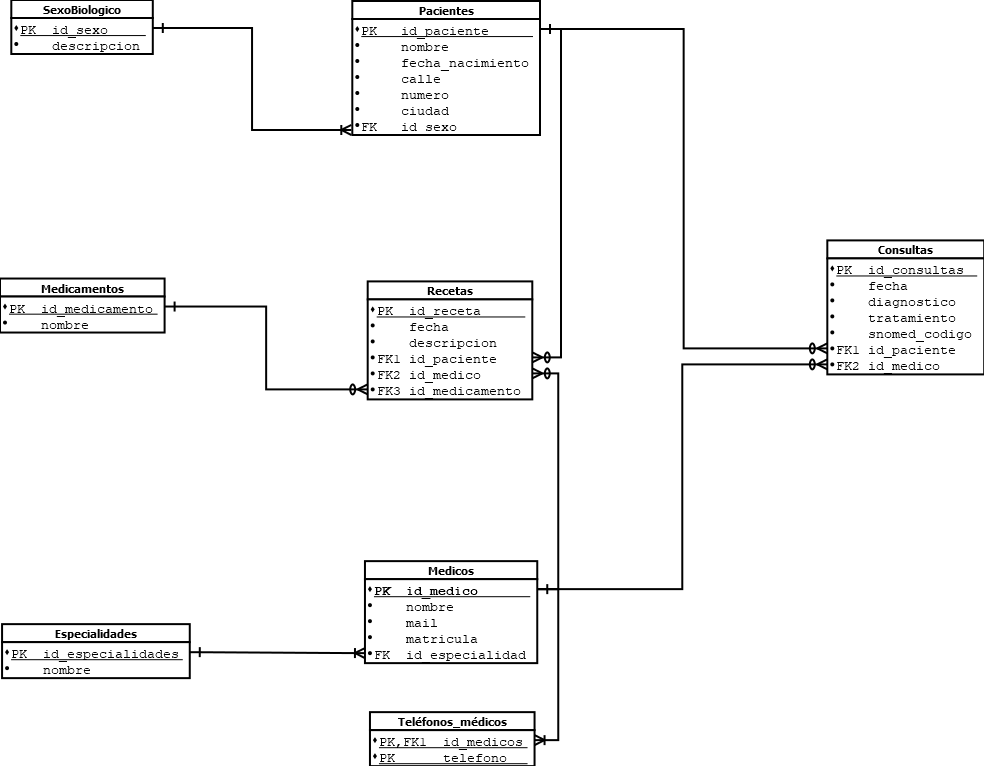 SexoBiologico
PK id_sexo
descripcion
Pacientes
PK id_paciente
nombre
fecha_nacimiento
calle
numero
ciudad
FK id_sexo
Consultas
PK id_consultas
fecha
diagnostico
tratamiento
snomed_codigo
FK1 id_paciente
FK2 id_medico
Medicamentos
PK id_medicamento
nombre
Recetas
PK id_receta
fecha
descripcion
FK1 id_paciente
FK2 id_medico
FK3 id_medicamento
Medicos
PK id_medico
nombre
mail
matricula
FK id_especialidad
Especialidades
PK id_especialidades
nombre
Teléfonos_médicos
PK,FK1 id_medicos
PK telefono